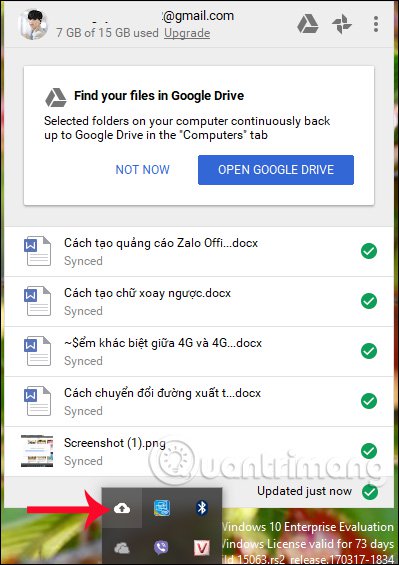 @gmail.com
7 GB of 15 GB used Upgrade
Find your files in Google Drive
Selected folders on your computer continuously back
up to Google Drive in the "Computers" tab
NOT NOW
OPEN GOOGLE DRIVE
Cách tạo quảng cáo Zalo Offi...docx
Synced
Cách tạo chữ xoay ngược.docx
Synced
~$ểm khác biệt giữa 4G và 4G...docx
Synced
Cách chuyển đổi đường xuất t...docx
Synced
Screenshot (1).png
Synced
Quantrimang
Updated just now
Windows 10 Enterprise Evaluation
Windows License valid for 73 days
ild 15063.rs2_release.170317-1834